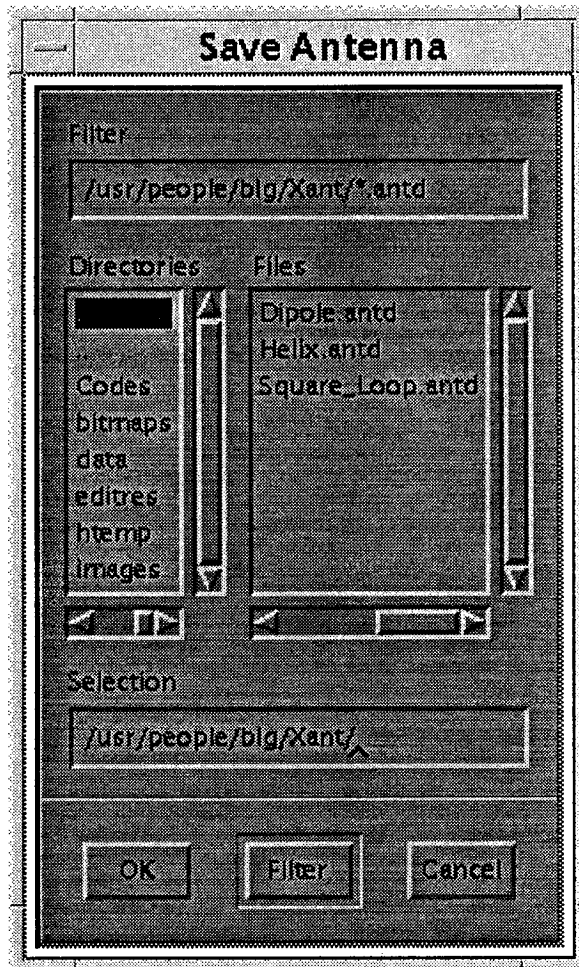 Save Antenna
Filter
/usr/people/blg/Xant/*.antd
Directories Files
..
Codes
bitmaps
data
editres
htemp
images
Dipole.antd
Helix.antd
Square_Loop.antd
Selection
/usr/people/blg/Xant/
OK Filter Cancel